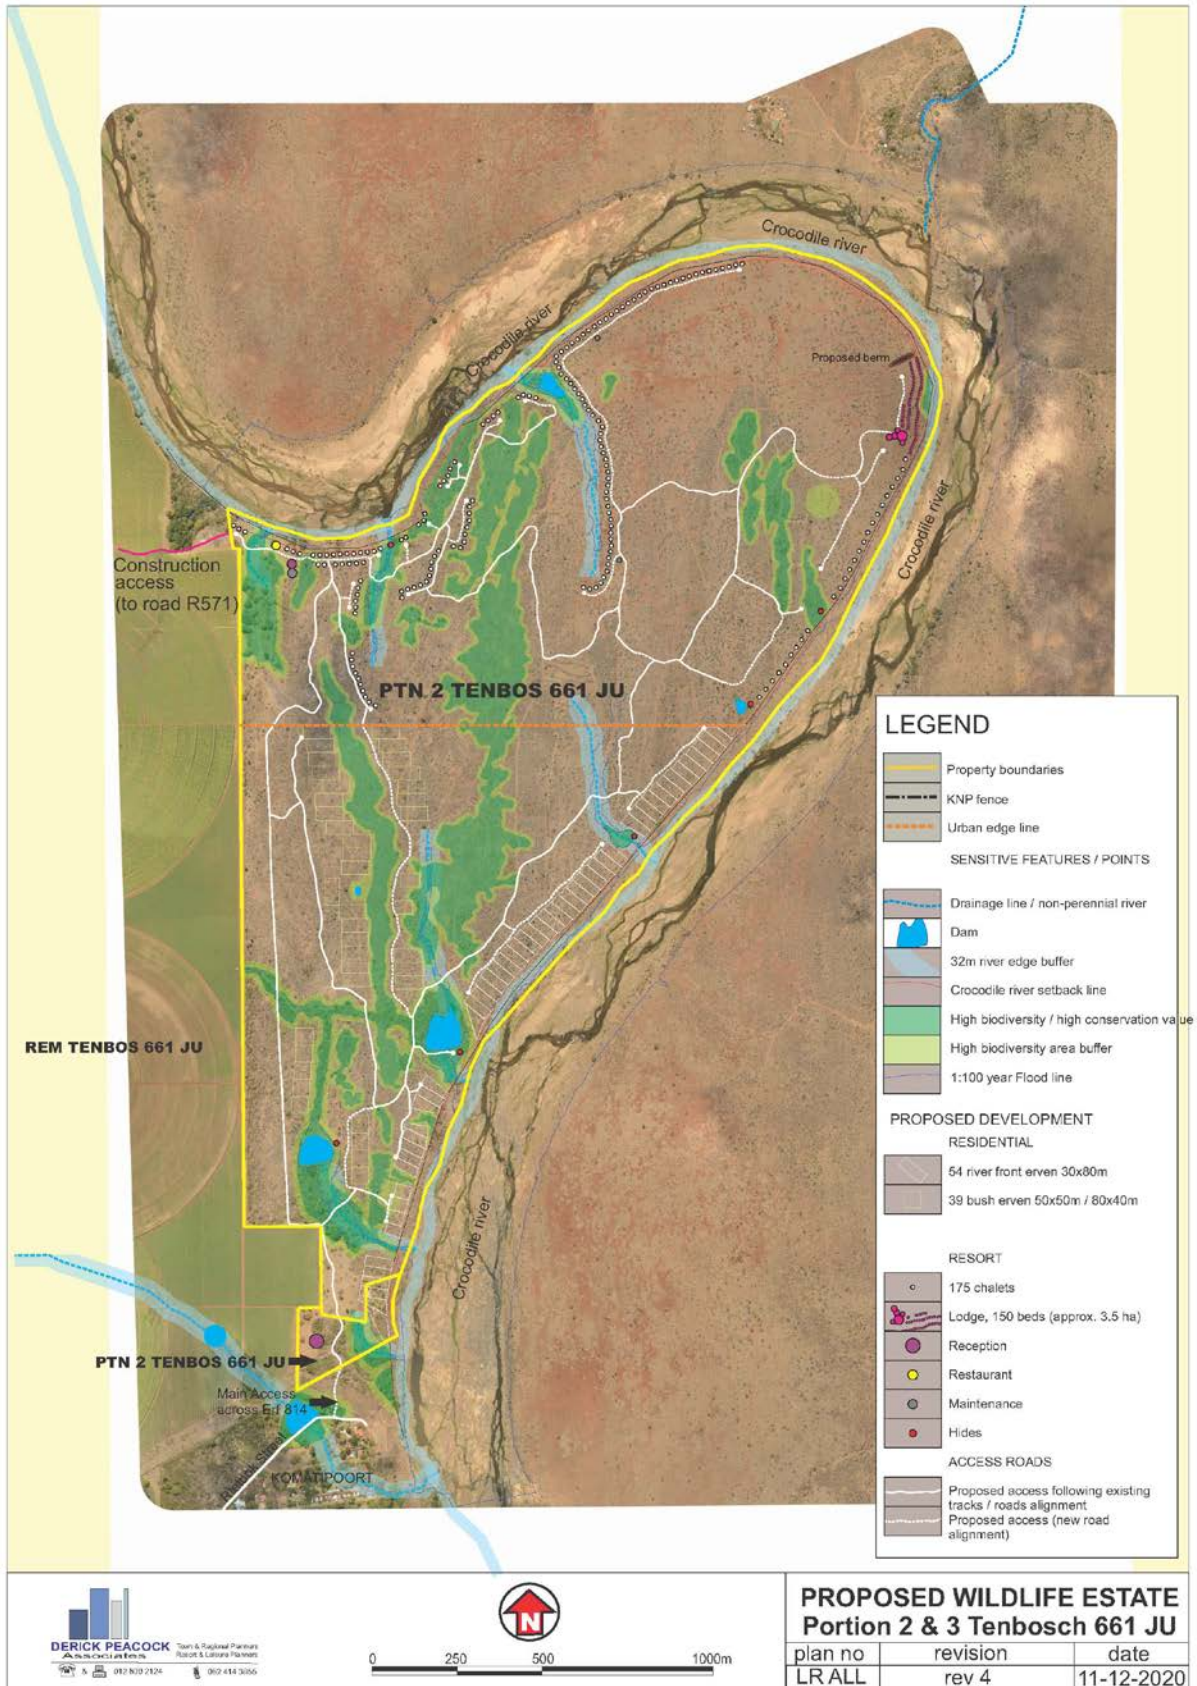 Crocodile river
Crocodile river
Proposed berm
Crocodile river
Construction
access
(to road R571)
PTN 2 TENBOS 661 JU
REM TENBOS 661 JU
Crocodile river
PTN 2 TENBOS 661 JU
Main Access
across Erf 814
KOMATIPOORT
LEGEND
Property boundaries
KNP fence
Urban edge line
SENSITIVE FEATURES / POINTS
Drainage line / non-perennial river
Dam
32m river edge buffer
Crocodile river setback line
High biodiversity / high conservation value
High biodiversity area buffer
1:100 year Flood line
PROPOSED DEVELOPMENT
RESIDENTIAL
54 river front erven 30x80m
39 bush erven 50x50m / 80x40m
RESORT
175 chalets
Lodge, 150 beds (approx. 3.5 ha)
Reception
Restaurant
Maintenance
Hides
ACCESS ROADS
Proposed access following existing
tracks / roads alignment
Proposed access (new road
alignment)
DERICK PEACOCK
Associates
Town & Regional Planners
Resort & Leisure Planners
N
0 250 500 1000m
PROPOSED WILDLIFE ESTATE
Portion 2 & 3 Tenbosch 661 JU
plan no revision date
LR ALL rev 4 11-12-2020